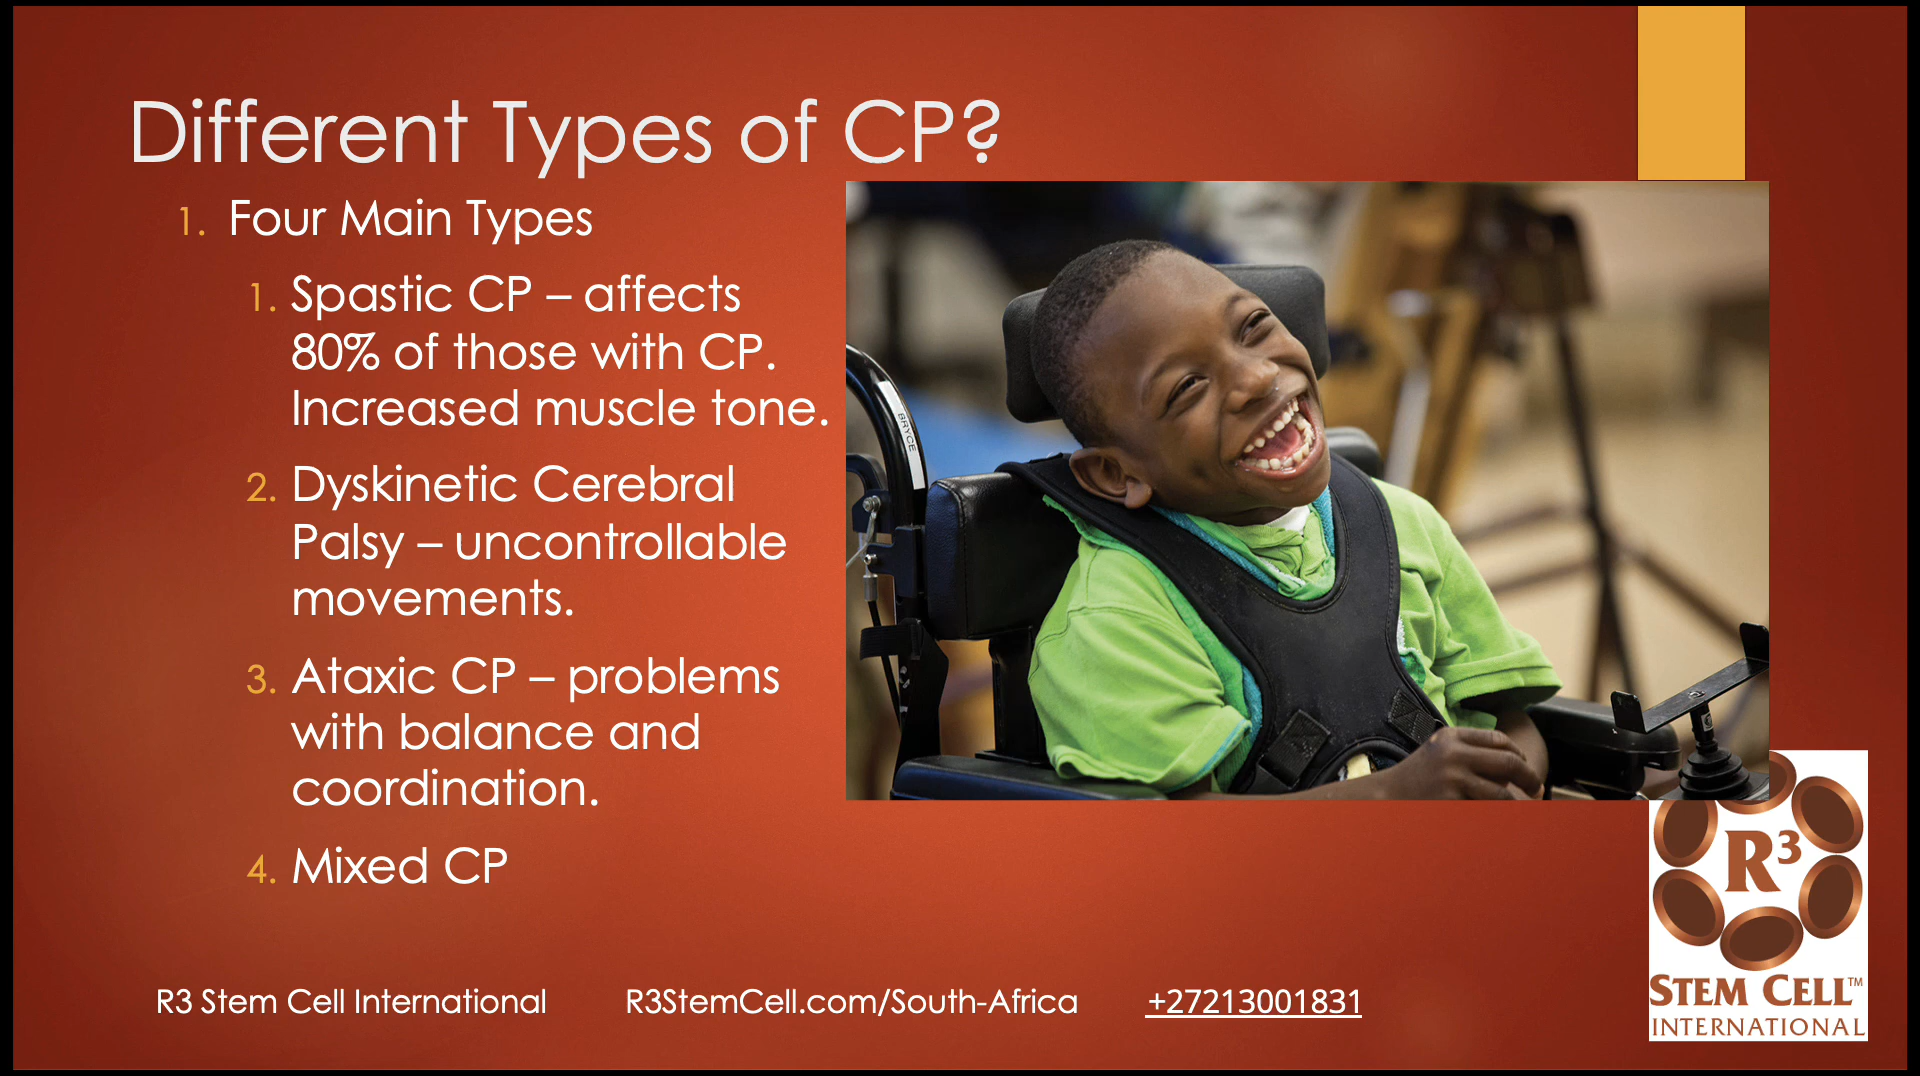 Different Types of CP?
1. Four Main Types
1. Spastic CP – affects
80% of those with CP.
Increased muscle tone.
2. Dyskinetic Cerebral
Palsy – uncontrollable
movements.
3. Ataxic CP – problems
with balance and
coordination.
4. Mixed CP
BRYCE
R3
STEM CELL™
INTERNATIONAL
R3 Stem Cell International R3StemCell.com/South-Africa +27213001831